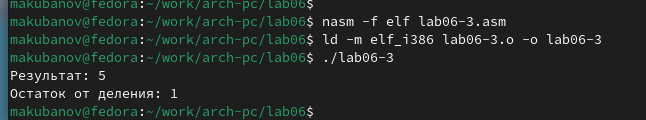 makubanov@fedora:~/work/arch-pc/lab06$
makubanov@fedora:~/work/arch-pc/lab06$ nasm -f elf lab06-3.asm
makubanov@fedora:~/work/arch-pc/lab06$ ld -m elf_i386 lab06-3.o -o lab06-3
makubanov@fedora:~/work/arch-pc/lab06$ ./lab06-3
Результат: 5
Остаток от деления: 1
makubanov@fedora:~/work/arch-pc/lab06$